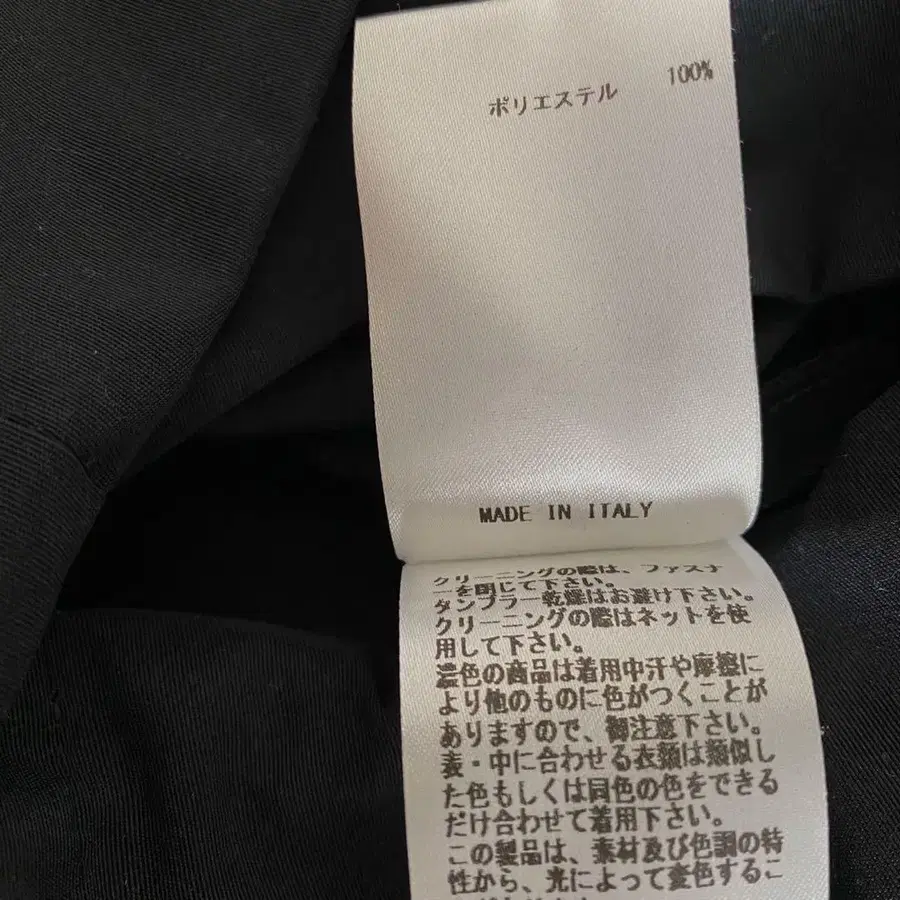 ポリエステル 100%
MADE IN ITALY
クリーニングの際は、ファスナ
ーを閉じて下さい。
タンブラー乾燥はお避け下さい。
クリーニングの際はネットを使
用して下さい。
濃色の商品は着用中汗や摩擦に
より他のものに色がつくことが
ありますので、御注意下さい。
表・中に合わせる衣類は類似し
た色もしくは同色の色をできる
だけ合わせて着用下さい。
この製品は、素材及び色調の特
性から、光によって変色するこ